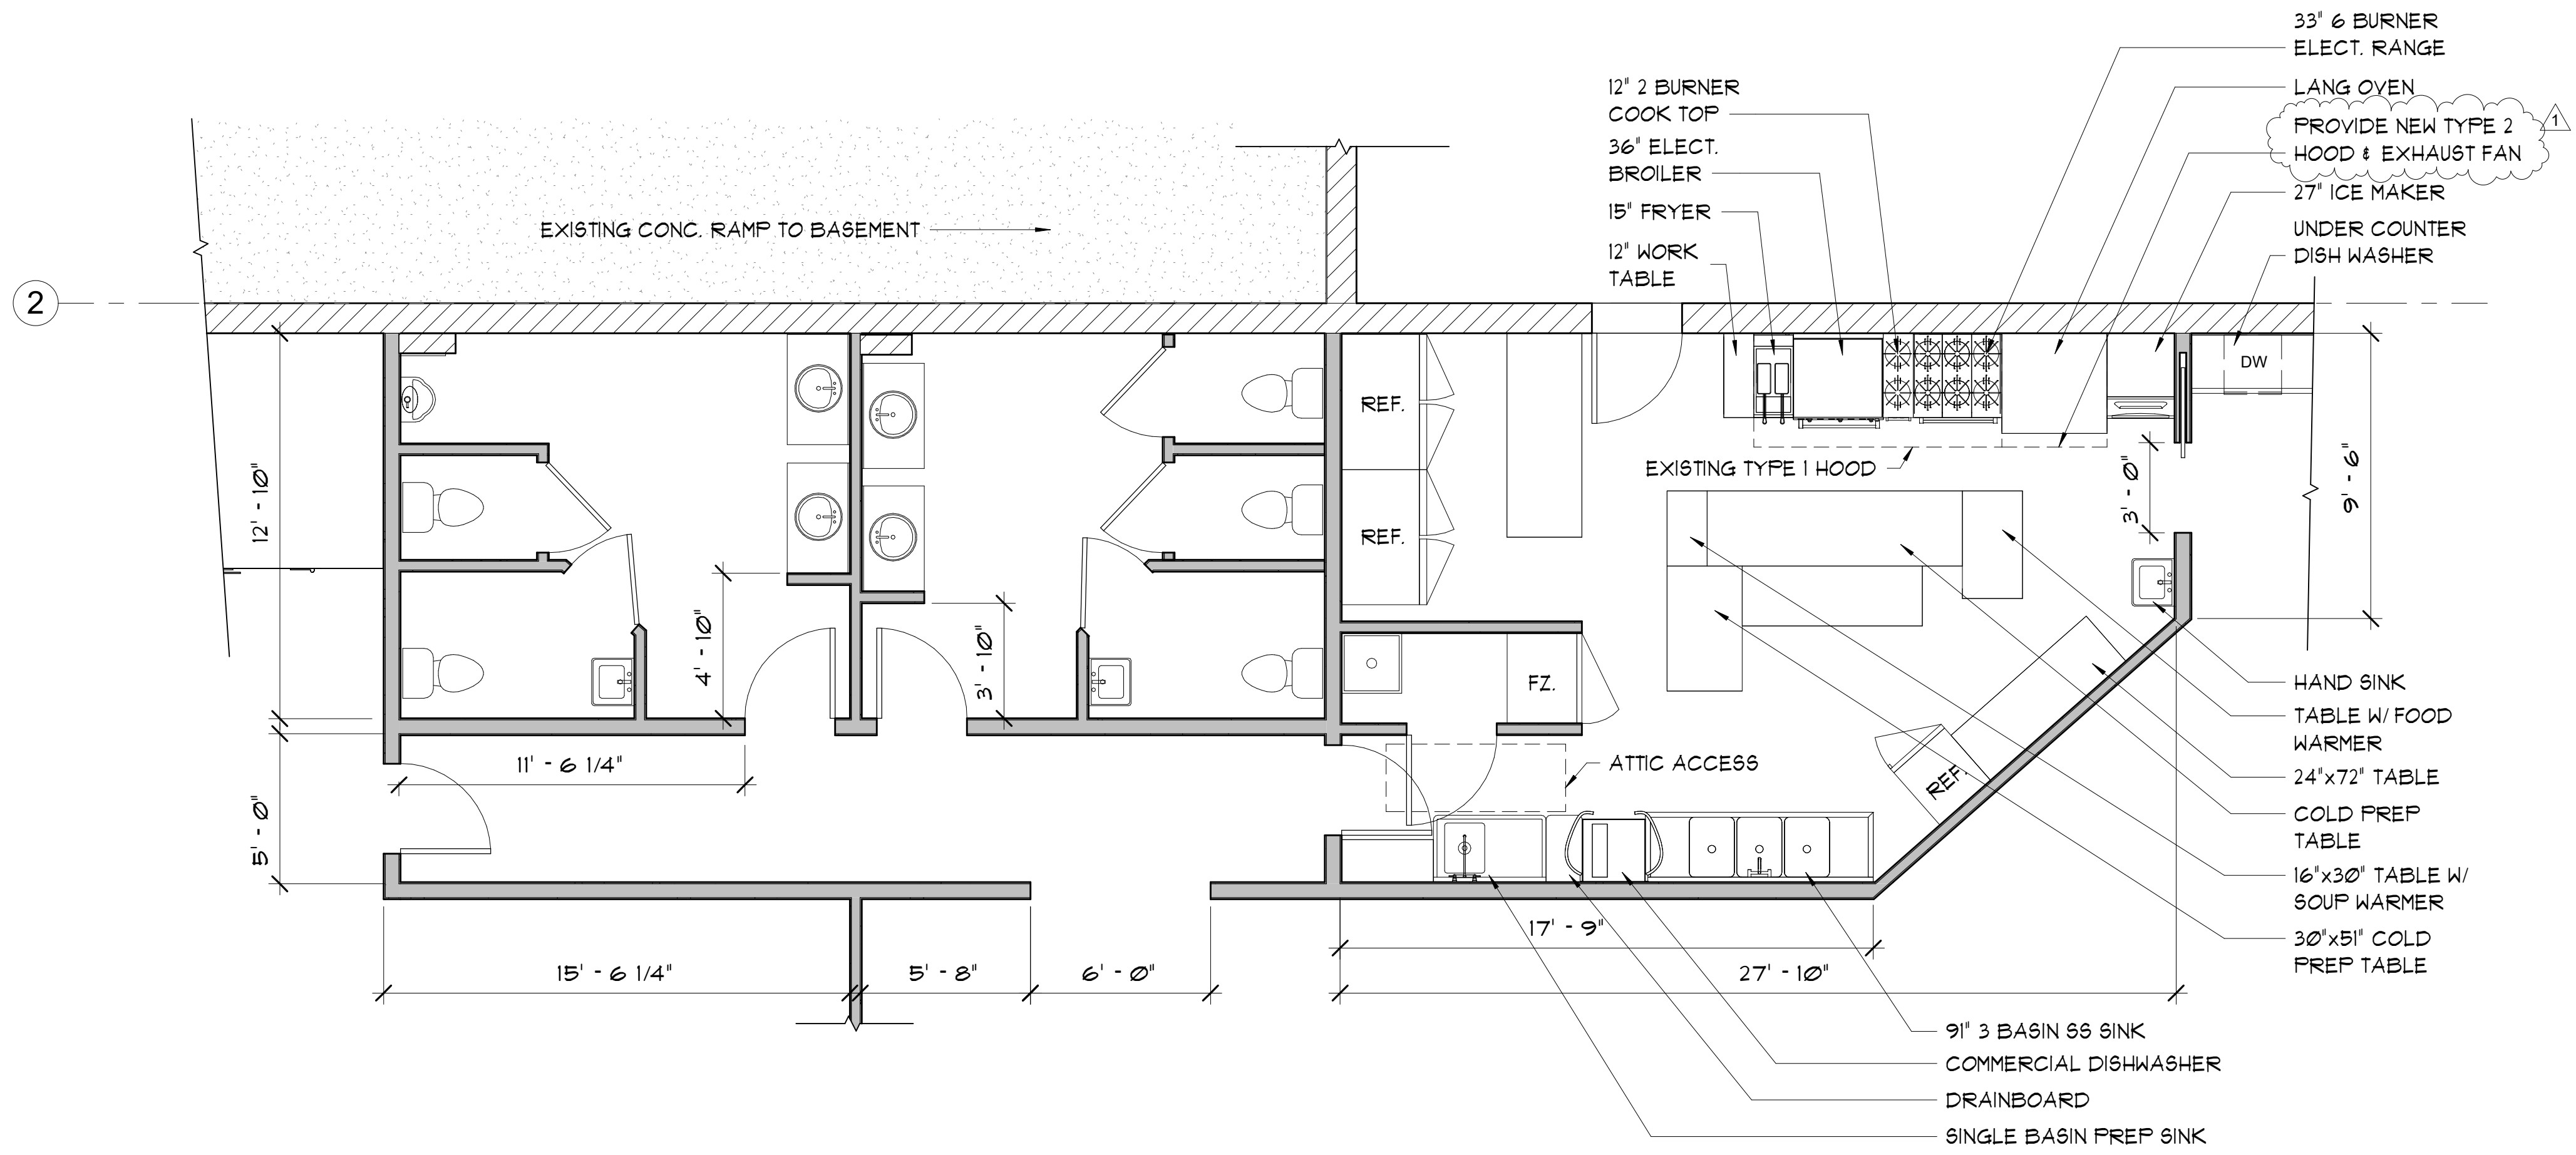 33" 6 BURNER
ELECT. RANGE
12" 2 BURNER
COOK TOP
LANG OVEN
PROVIDE NEW TYPE 2
HOOD & EXHAUST FAN
1
36" ELECT.
BROILER
27" ICE MAKER
15" FRYER
UNDER COUNTER
DISH WASHER
12" WORK
TABLE
EXISTING CONC. RAMP TO BASEMENT
2
DW
REF.
REF.
EXISTING TYPE 1 HOOD
12' - 10"
3' - 0"
9' - 6"
4' - 10"
3' - 10"
FZ.
HAND SINK
TABLE W/ FOOD
WARMER
24"x72" TABLE
COLD PREP
TABLE
16"x30" TABLE W/
SOUP WARMER
30"x51" COLD
PREP TABLE
11' - 6 1/4"
ATTIC ACCESS
REF.
5' - 0"
17' - 9"
15' - 6 1/4"
5' - 8"
6' - 0"
27' - 10"
91" 3 BASIN SS SINK
COMMERCIAL DISHWASHER
DRAINBOARD
SINGLE BASIN PREP SINK